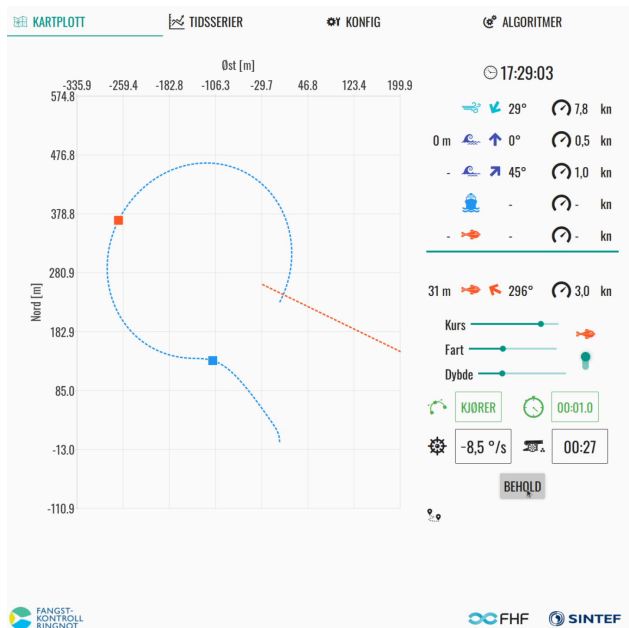 KARTPLOTT TIDSSERIER KONFIG ALGORITMER
Øst [m]
-335.9 -259.4 -182.8 -106.3 -29.7 46.8 123.4 199.9
574.8
476.8
378.8
280.9
182.9
85.0
-13.0
-110.9
Nord [m]
17:29:03
29° 7,8 kn
0 m 0° 0,5 kn
- 45° 1,0 kn
- - kn
- - - kn
31 m 296° 3,0 kn
Kurs
Fart
Dybde
KJØRER 00:01.0
-8,5 °/s 00:27
BEHOLD
FANGST-
KONTROLL
RINGNOT
FHF
SINTEF